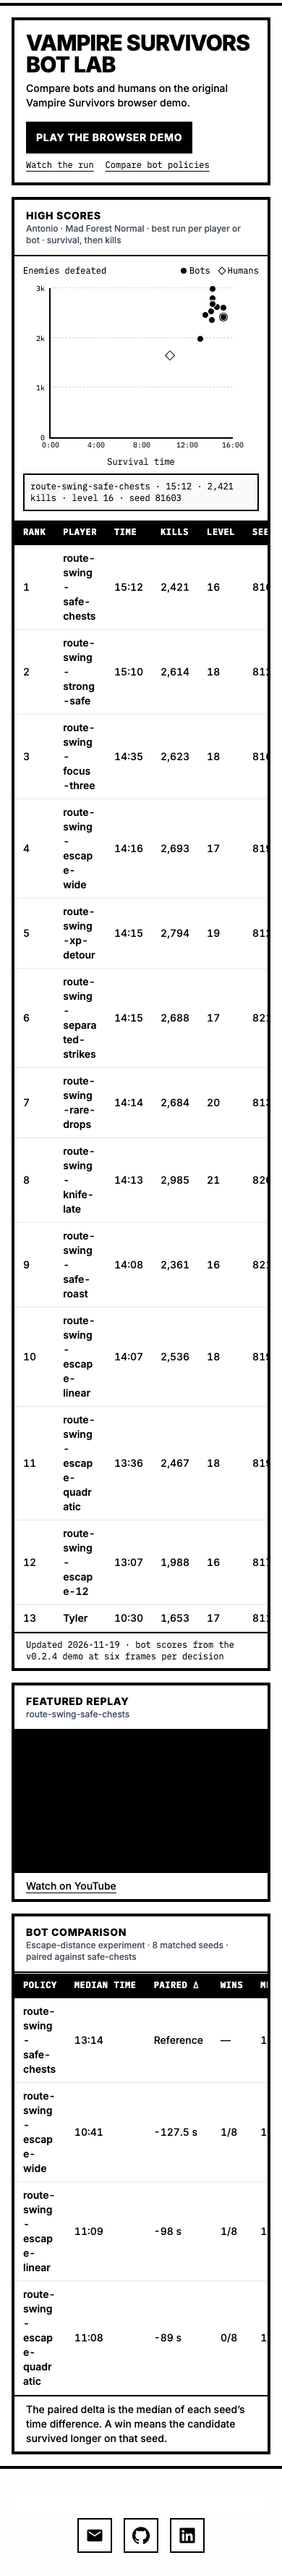 VAMPIRE SURVIVORS
BOT LAB
Compare bots and humans on the original
Vampire Survivors browser demo.
PLAY THE BROWSER DEMO
Watch the run Compare bot policies
HIGH SCORES
Antonio · Mad Forest Normal · best run per player or
bot · survival, then kills
Enemies defeated Bots Humans
3k
2k
1k
0
0:00 4:00 8:00 12:00 16:00
Survival time
route-swing-safe-chests · 15:12 · 2,421
kills · level 16 · seed 81603
RANK PLAYER TIME KILLS LEVEL
route-
swing
-
1 15:12 2,421 16
safe-
chests
route-
swing
-
2 15:10 2,614 18
strong
-safe
route-
swing
-
3 14:35 2,623 18
focus
-three
route-
swing
-
4 14:16 2,693 17
escap
e-
wide
route-
swing
5 14:15 2,794 19
-xp-
detour
route-
swing
-
6 14:15 2,688 17
separa
ted-
strikes
route-
swing
7 14:14 2,684 20
-rare-
drops
route-
swing
-
8 14:13 2,985 21
knife-
late
route-
swing
-
9 14:08 2,361 16
safe-
roast
route-
swing
-
10 14:07 2,536 18
escap
e-
linear
route-
swing
-
11 13:36 2,467 18
escap
e-
quadr
atic
route-
swing
-
12 13:07 1,988 16
escap
e-12
13 Tyler 10:30 1,653 17
Updated 2026-11-19 · bot scores from the
v0.2.4 demo at six frames per decision
FEATURED REPLAY
route-swing-safe-chests
Watch on YouTube
BOT COMPARISON
Escape-distance experiment · 8 matched seeds ·
paired against safe-chests
POLICY MEDIAN TIME PAIRED Δ WINS
route-
swing
-
13:14 Reference —
safe-
chests
route-
swing
-
10:41 -127.5 s 1/8
escap
e-
wide
route-
swing
-
11:09 -98 s 1/8
escap
e-
linear
route-
swing
-
11:08 -89 s 0/8
escap
e-
quadr
atic
The paired delta is the median of each seed's
time difference. A win means the candidate
survived longer on that seed.
in